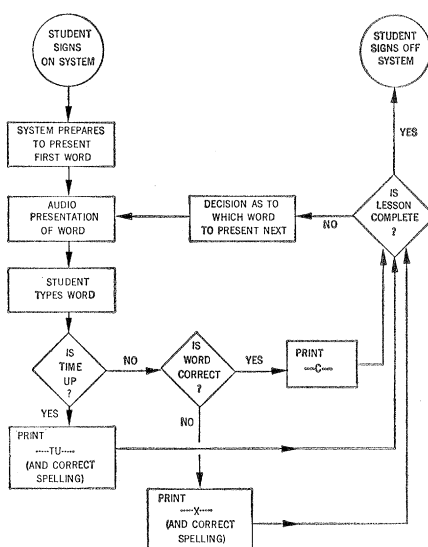 STUDENT
SIGNS
ON SYSTEM
STUDENT
SIGNS OFF
SYSTEM
SYSTEM PREPARES
TO PRESENT
FIRST WORD
YES
AUDIO
PRESENTATION
OF WORD
DECISION AS TO
WHICH WORD
TO PRESENT NEXT
NO
IS
LESSON
COMPLETE
?
STUDENT
TYPES WORD
IS
TIME
UP
?
NO
IS
WORD
CORRECT
?
YES
PRINT
----C----
YES
NO
PRINT
----TU----
(AND CORRECT
SPELLING)
PRINT
----X----
(AND CORRECT
SPELLING)